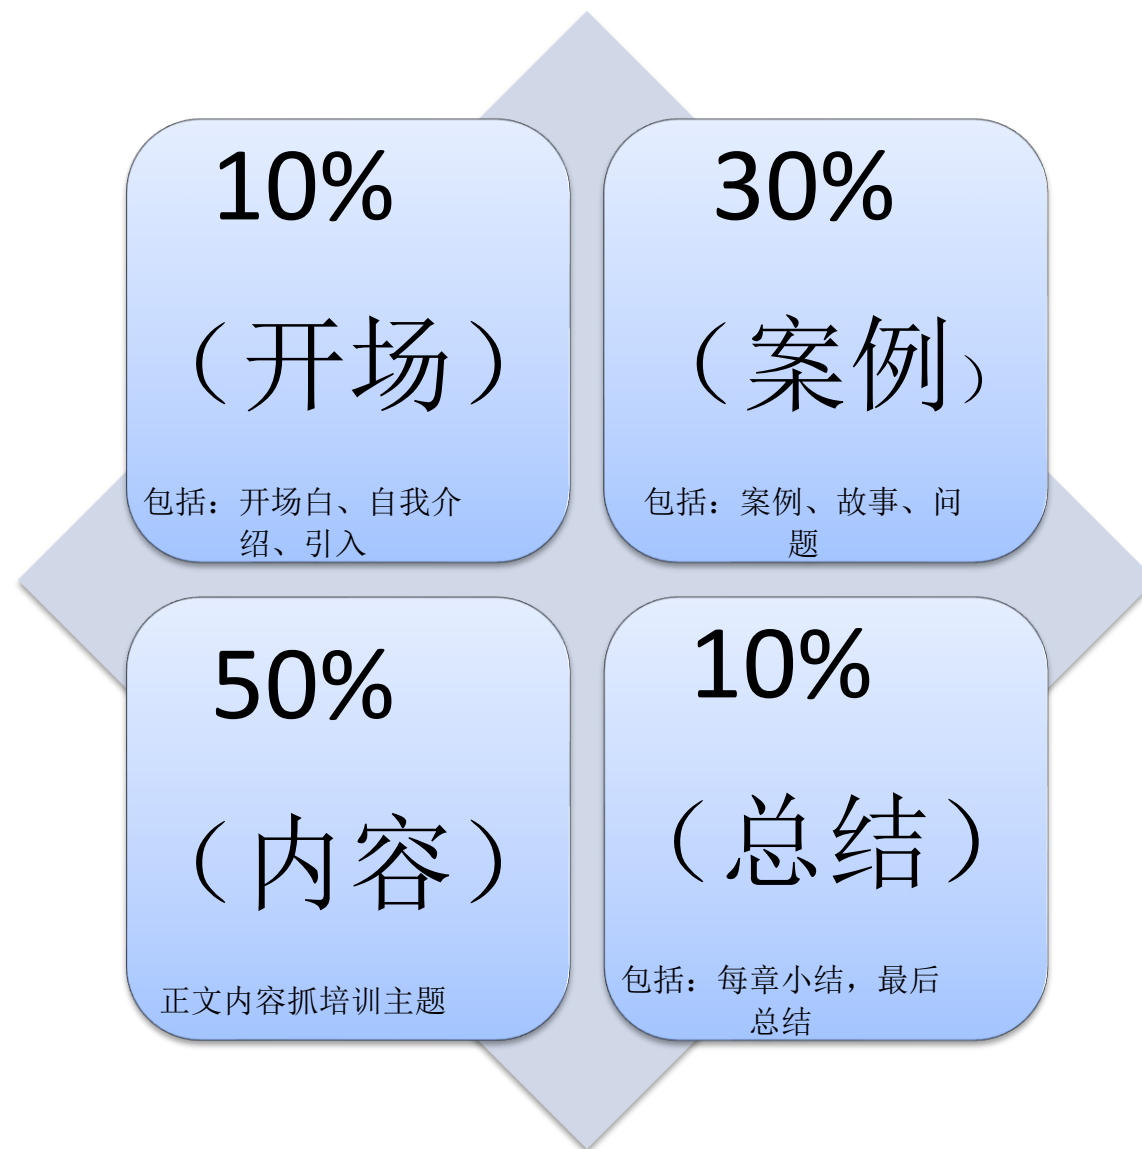 10%
（开场）
包括：开场白、自我介
绍、引入
30%
（案例）
包括：案例、故事、问
题
50%
（内容）
正文内容抓培训主题
10%
（总结）
包括：每章小结，最后
总结